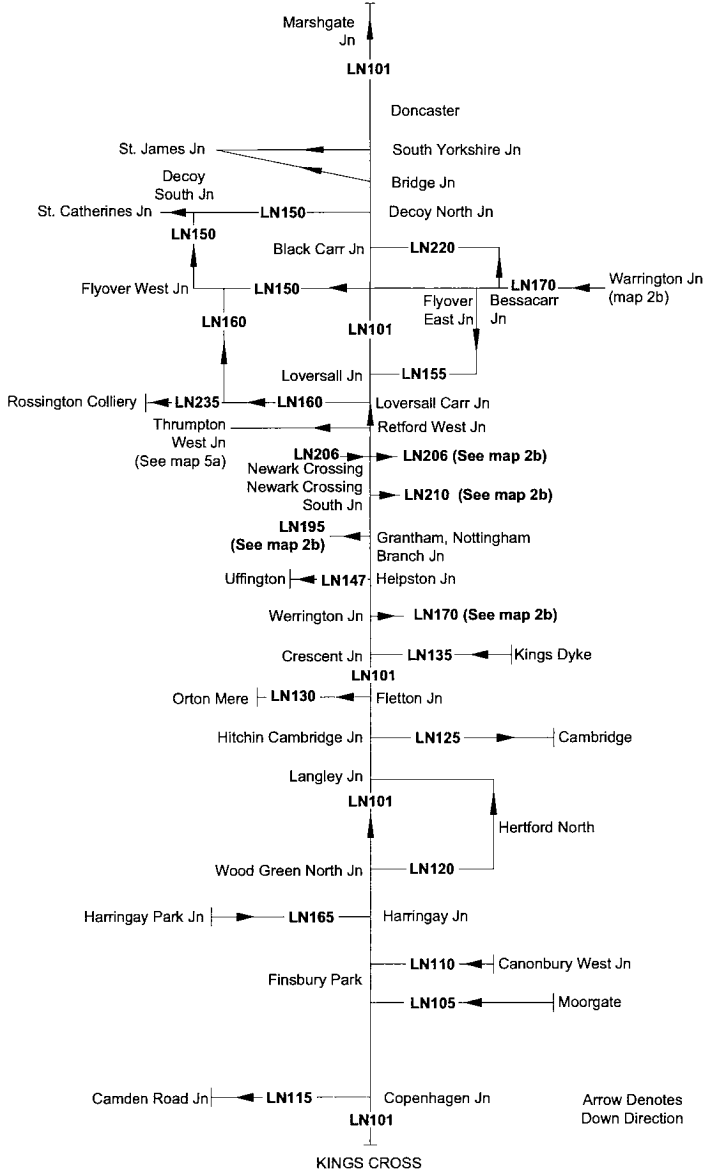 Marshgate
Jn
LN101
Doncaster
St. James Jn
South Yorkshire Jn
Decoy
South Jn
Bridge Jn
St. Catherines Jn
LN150
Decoy North Jn
LN150
Black Carr Jn
LN220
Flyover West Jn
LN150
LN170
Warrington Jn
(map 2b)
Flyover
East Jn
Bessacarr
Jn
LN160
LN101
Loversall Jn
LN155
Rossington Colliery
LN235
LN160
Loversall Carr Jn
Thrumpton
West Jn
(See map 5a)
Retford West Jn
LN206
LN206 (See map 2b)
Newark Crossing
Newark Crossing
South Jn
LN210 (See map 2b)
LN195
(See map 2b)
Grantham, Nottingham
Branch Jn
Uffington
LN147
Helpston Jn
Werrington Jn
LN170 (See map 2b)
Crescent Jn
LN135
Kings Dyke
LN101
Orton Mere
LN130
Fletton Jn
Hitchin Cambridge Jn
LN125
Cambridge
Langley Jn
LN101
Hertford North
Wood Green North Jn
LN120
Harringay Park Jn
LN165
Harringay Jn
LN110
Canonbury West Jn
Finsbury Park
LN105
Moorgate
Camden Road Jn
LN115
Copenhagen Jn
Arrow Denotes
Down Direction
LN101
KINGS CROSS